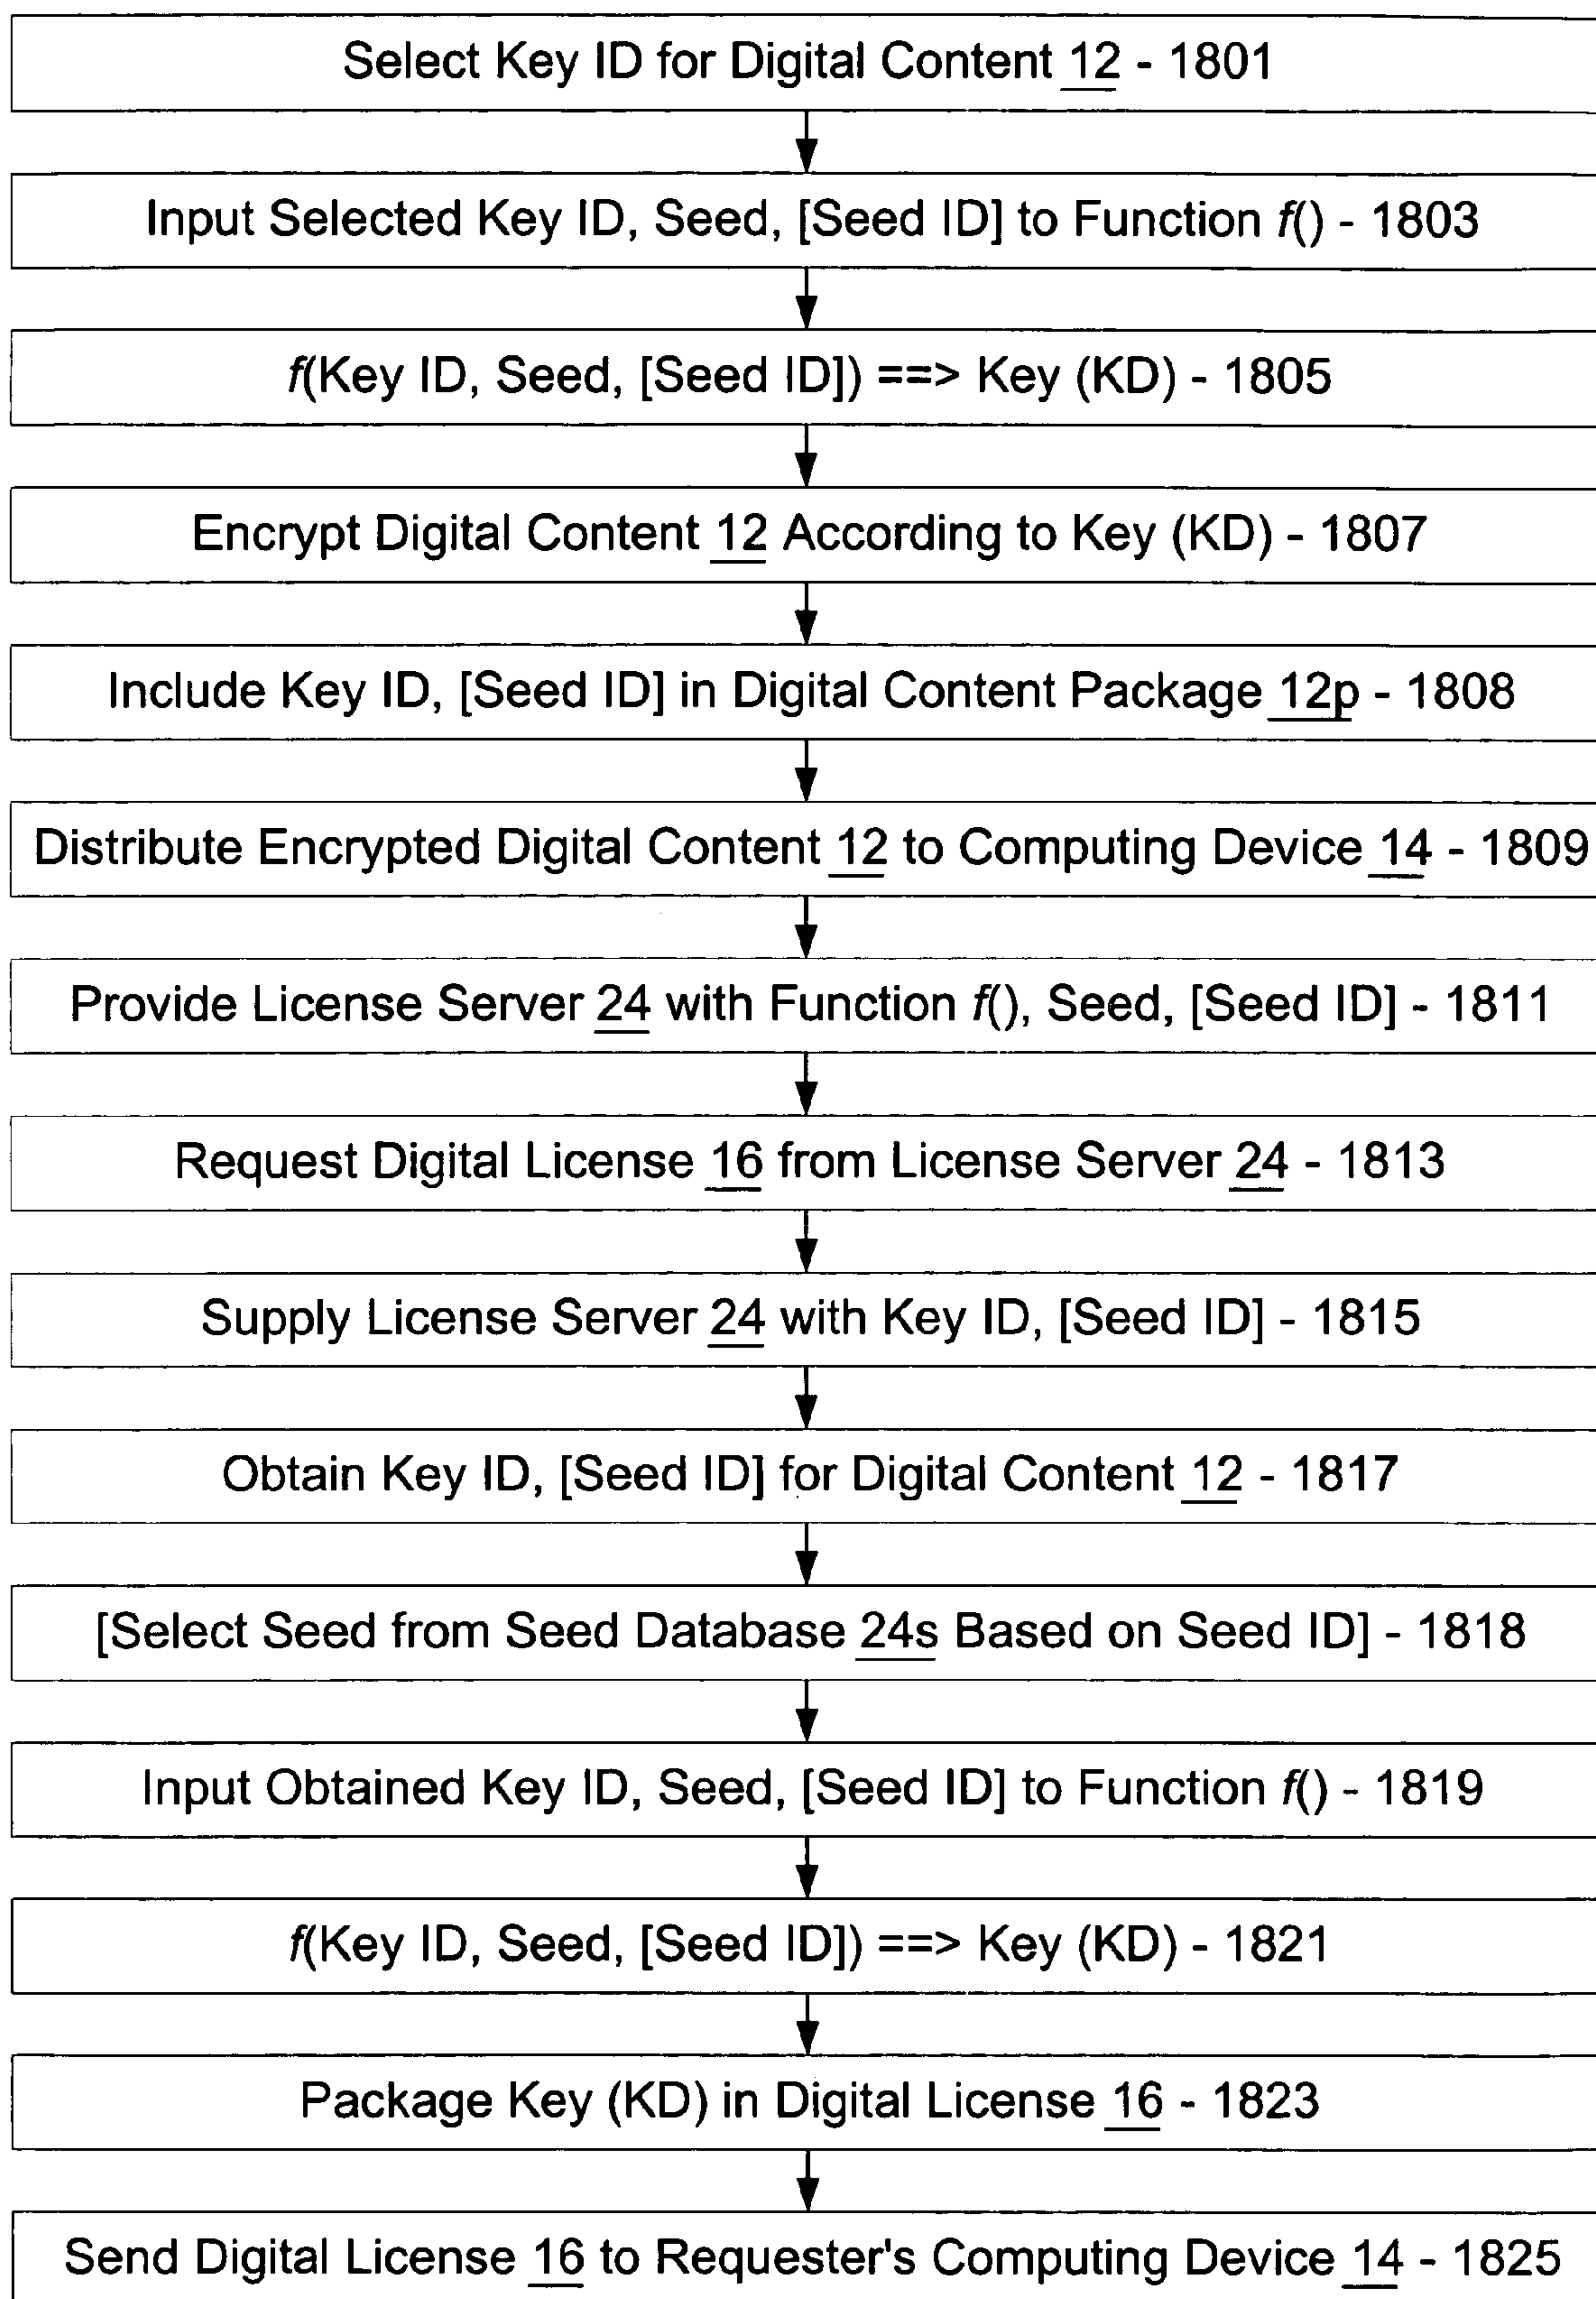 Select Key ID for Digital Content 12 - 1801
Input Selected Key ID, Seed, [Seed ID] to Function f() - 1803
f(Key ID, Seed, [Seed ID]) ==> Key (KD) - 1805
Encrypt Digital Content 12 According to Key (KD) - 1807
Include Key ID, [Seed ID] in Digital Content Package 12p - 1808
Distribute Encrypted Digital Content 12 to Computing Device 14 - 1809
Provide License Server 24 with Function f(), Seed, [Seed ID] - 1811
Request Digital License 16 from License Server 24 - 1813
Supply License Server 24 with Key ID, [Seed ID] - 1815
Obtain Key ID, [Seed ID] for Digital Content 12 - 1817
[Select Seed from Seed Database 24s Based on Seed ID] - 1818
Input Obtained Key ID, Seed, [Seed ID] to Function f() - 1819
f(Key ID, Seed, [Seed ID]) ==> Key (KD) - 1821
Package Key (KD) in Digital License 16 - 1823
Send Digital License 16 to Requester's Computing Device 14 - 1825